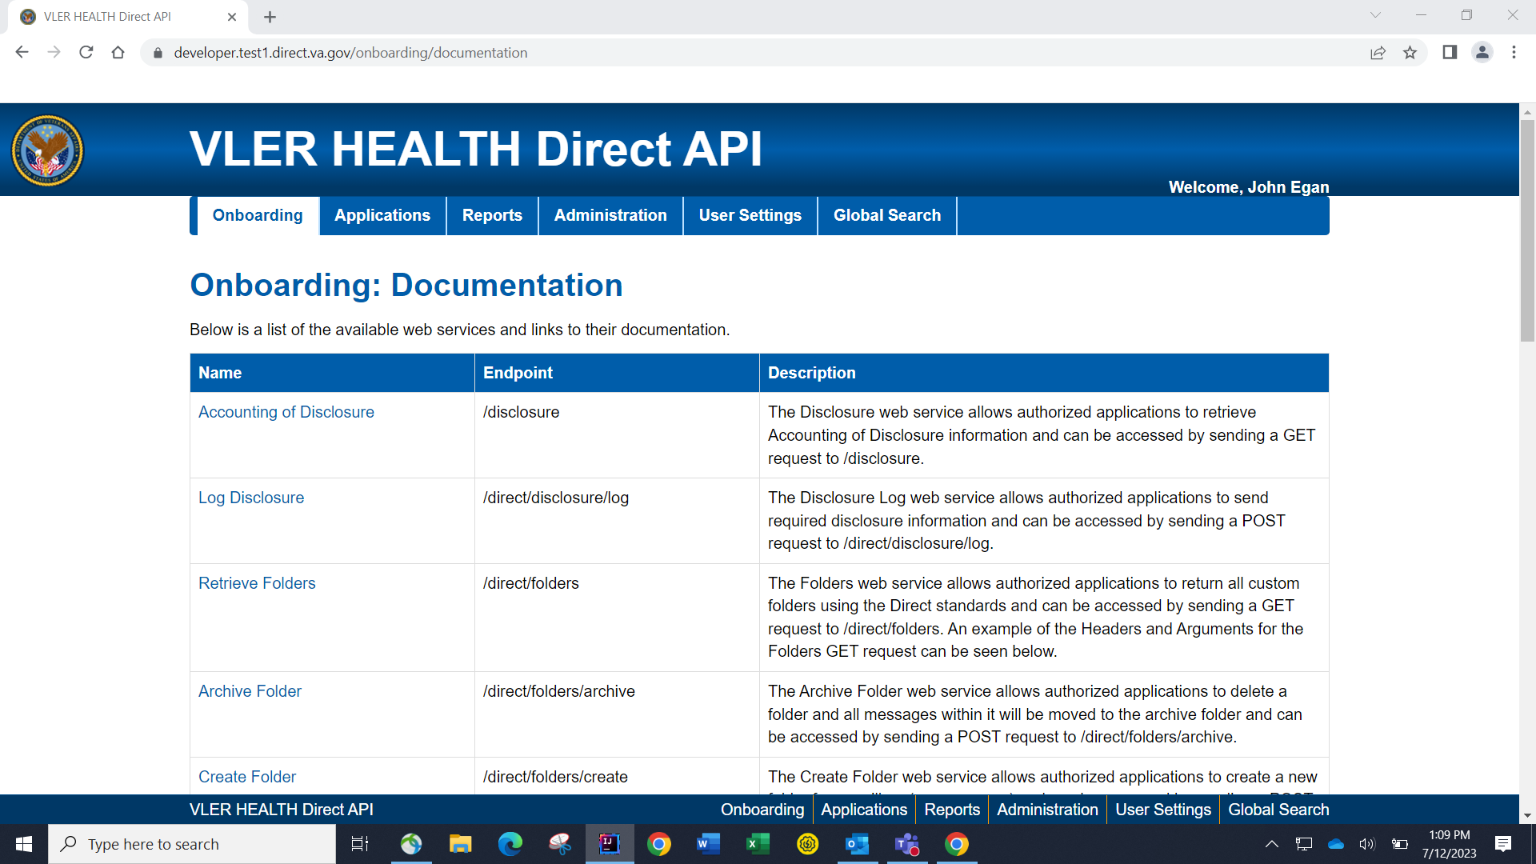 VLER HEALTH Direct API
developer.test1.direct.va.gov/onboarding/documentation
VLER HEALTH Direct API
Welcome, John Egan
Onboarding Applications Reports Administration User Settings Global Search
Onboarding: Documentation
Below is a list of the available web services and links to their documentation.
Name Endpoint Description
Accounting of Disclosure /disclosure The Disclosure web service allows authorized applications to retrieve
Accounting of Disclosure information and can be accessed by sending a GET
request to /disclosure.
Log Disclosure /direct/disclosure/log The Disclosure Log web service allows authorized applications to send
required disclosure information and can be accessed by sending a POST
request to /direct/disclosure/log.
Retrieve Folders /direct/folders The Folders web service allows authorized applications to return all custom
folders using the Direct standards and can be accessed by sending a GET
request to /direct/folders. An example of the Headers and Arguments for the
Folders GET request can be seen below.
Archive Folder /direct/folders/archive The Archive Folder web service allows authorized applications to delete a
folder and all messages within it will be moved to the archive folder and can
be accessed by sending a POST request to /direct/folders/archive.
Create Folder /direct/folders/create The Create Folder web service allows authorized applications to create a new
VLER HEALTH Direct API Onboarding Applications Reports Administration User Settings Global Search
Type here to search
1:09 PM
7/12/2023